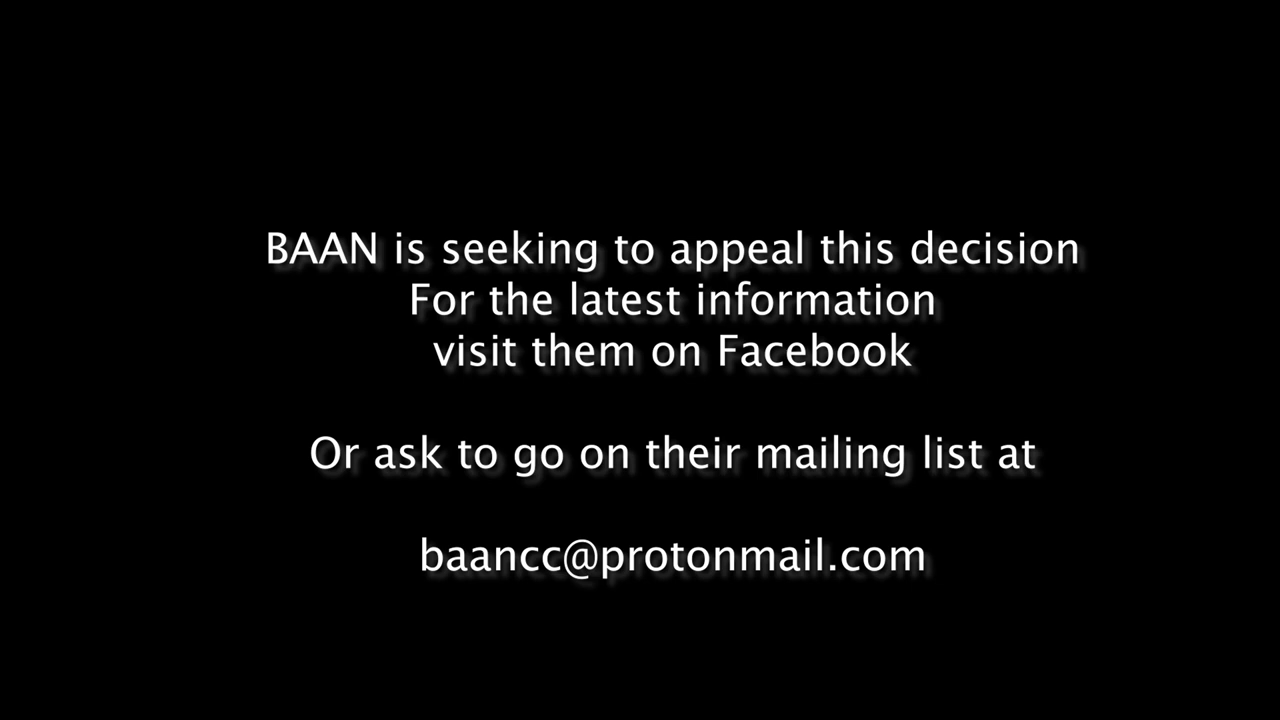 BAAN is seeking to appeal this decision
For the latest information
visit them on Facebook
Or ask to go on their mailing list at
baancc@protonmail.com